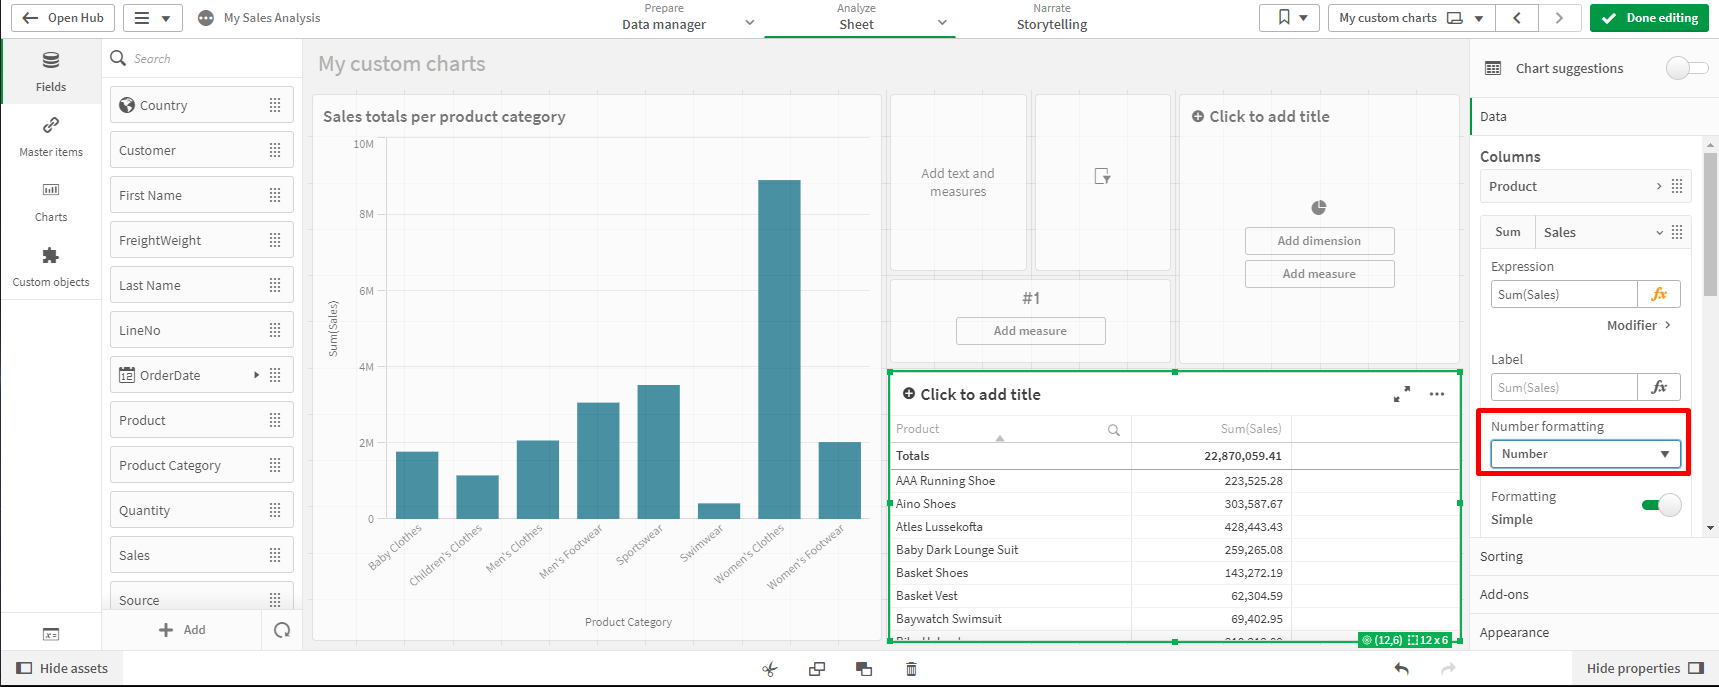 Open Hub
My Sales Analysis
Prepare
Data manager
Analyze
Sheet
Narrate
Storytelling
My custom charts
Done editing
Fields
Master items
Charts
Custom objects
Search
Country
Customer
First Name
FreightWeight
Last Name
LineNo
12 OrderDate
Product
Product Category
Quantity
Sales
Source
Add
My custom charts
Sales totals per product category
10M
8M
6M
4M
2M
0
Sum(Sales)
Baby Clothes
Children's Clothes
Men's Clothes
Men's Footwear
Sportswear
Swimwear
Women's Clothes
Women's Footwear
Product Category
Add text and
measures
#1
Add measure
Click to add title
Add dimension
Add measure
Click to add title
Product Sum(Sales)
Totals 22,870,059.41
AAA Running Shoe 223,525.28
Aino Shoes 303,587.67
Atles Lussekofta 428,443.43
Baby Dark Lounge Suit 259,265.08
Basket Shoes 143,272.19
Basket Vest 62,304.59
Baywatch Swimsuit 69,402.95
(12,6) 12 x 6
Chart suggestions
Data
Columns
Product
Sum Sales
Expression
Sum(Sales) fx
Modifier
Label
Sum(Sales) fx
Number formatting
Number
Formatting
Simple
Sorting
Add-ons
Appearance
Hide assets
Hide properties